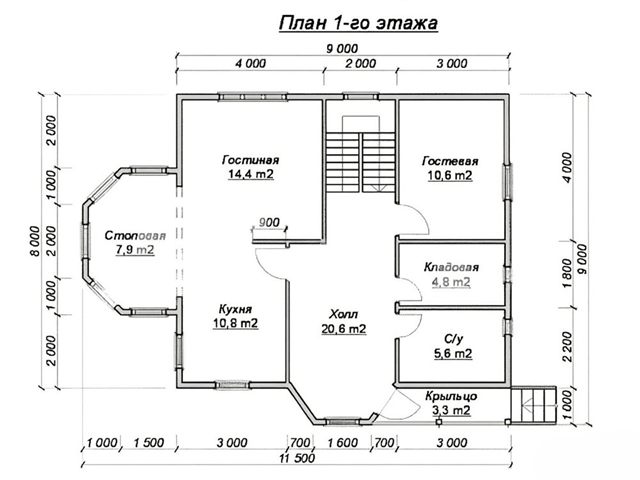 План 1-го этажа
9 000
4 000
2 000
3 000
2 000
1 000
2 000
1 000
2 000
8 000
Гостиная
14,4 m2
Гостевая
10,6 m2
900
Столовая
7,9 m2
Кладовая
4,8 m2
Кухня
10,8 m2
Холл
20,6 m2
С/у
5,6 m2
Крыльцо
3,3 m2
4 000
1 800
2 200
1 000
9 000
1 000
1 500
3 000
700
1 600
700
3 000
11 500